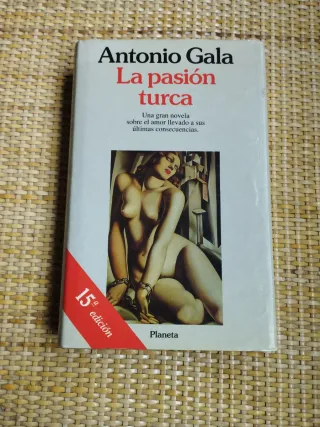 Antonio Gala
La pasión
turca
Una gran novela
sobre el amor llevado a sus
últimas consecuencias.
15ª edición
Planeta